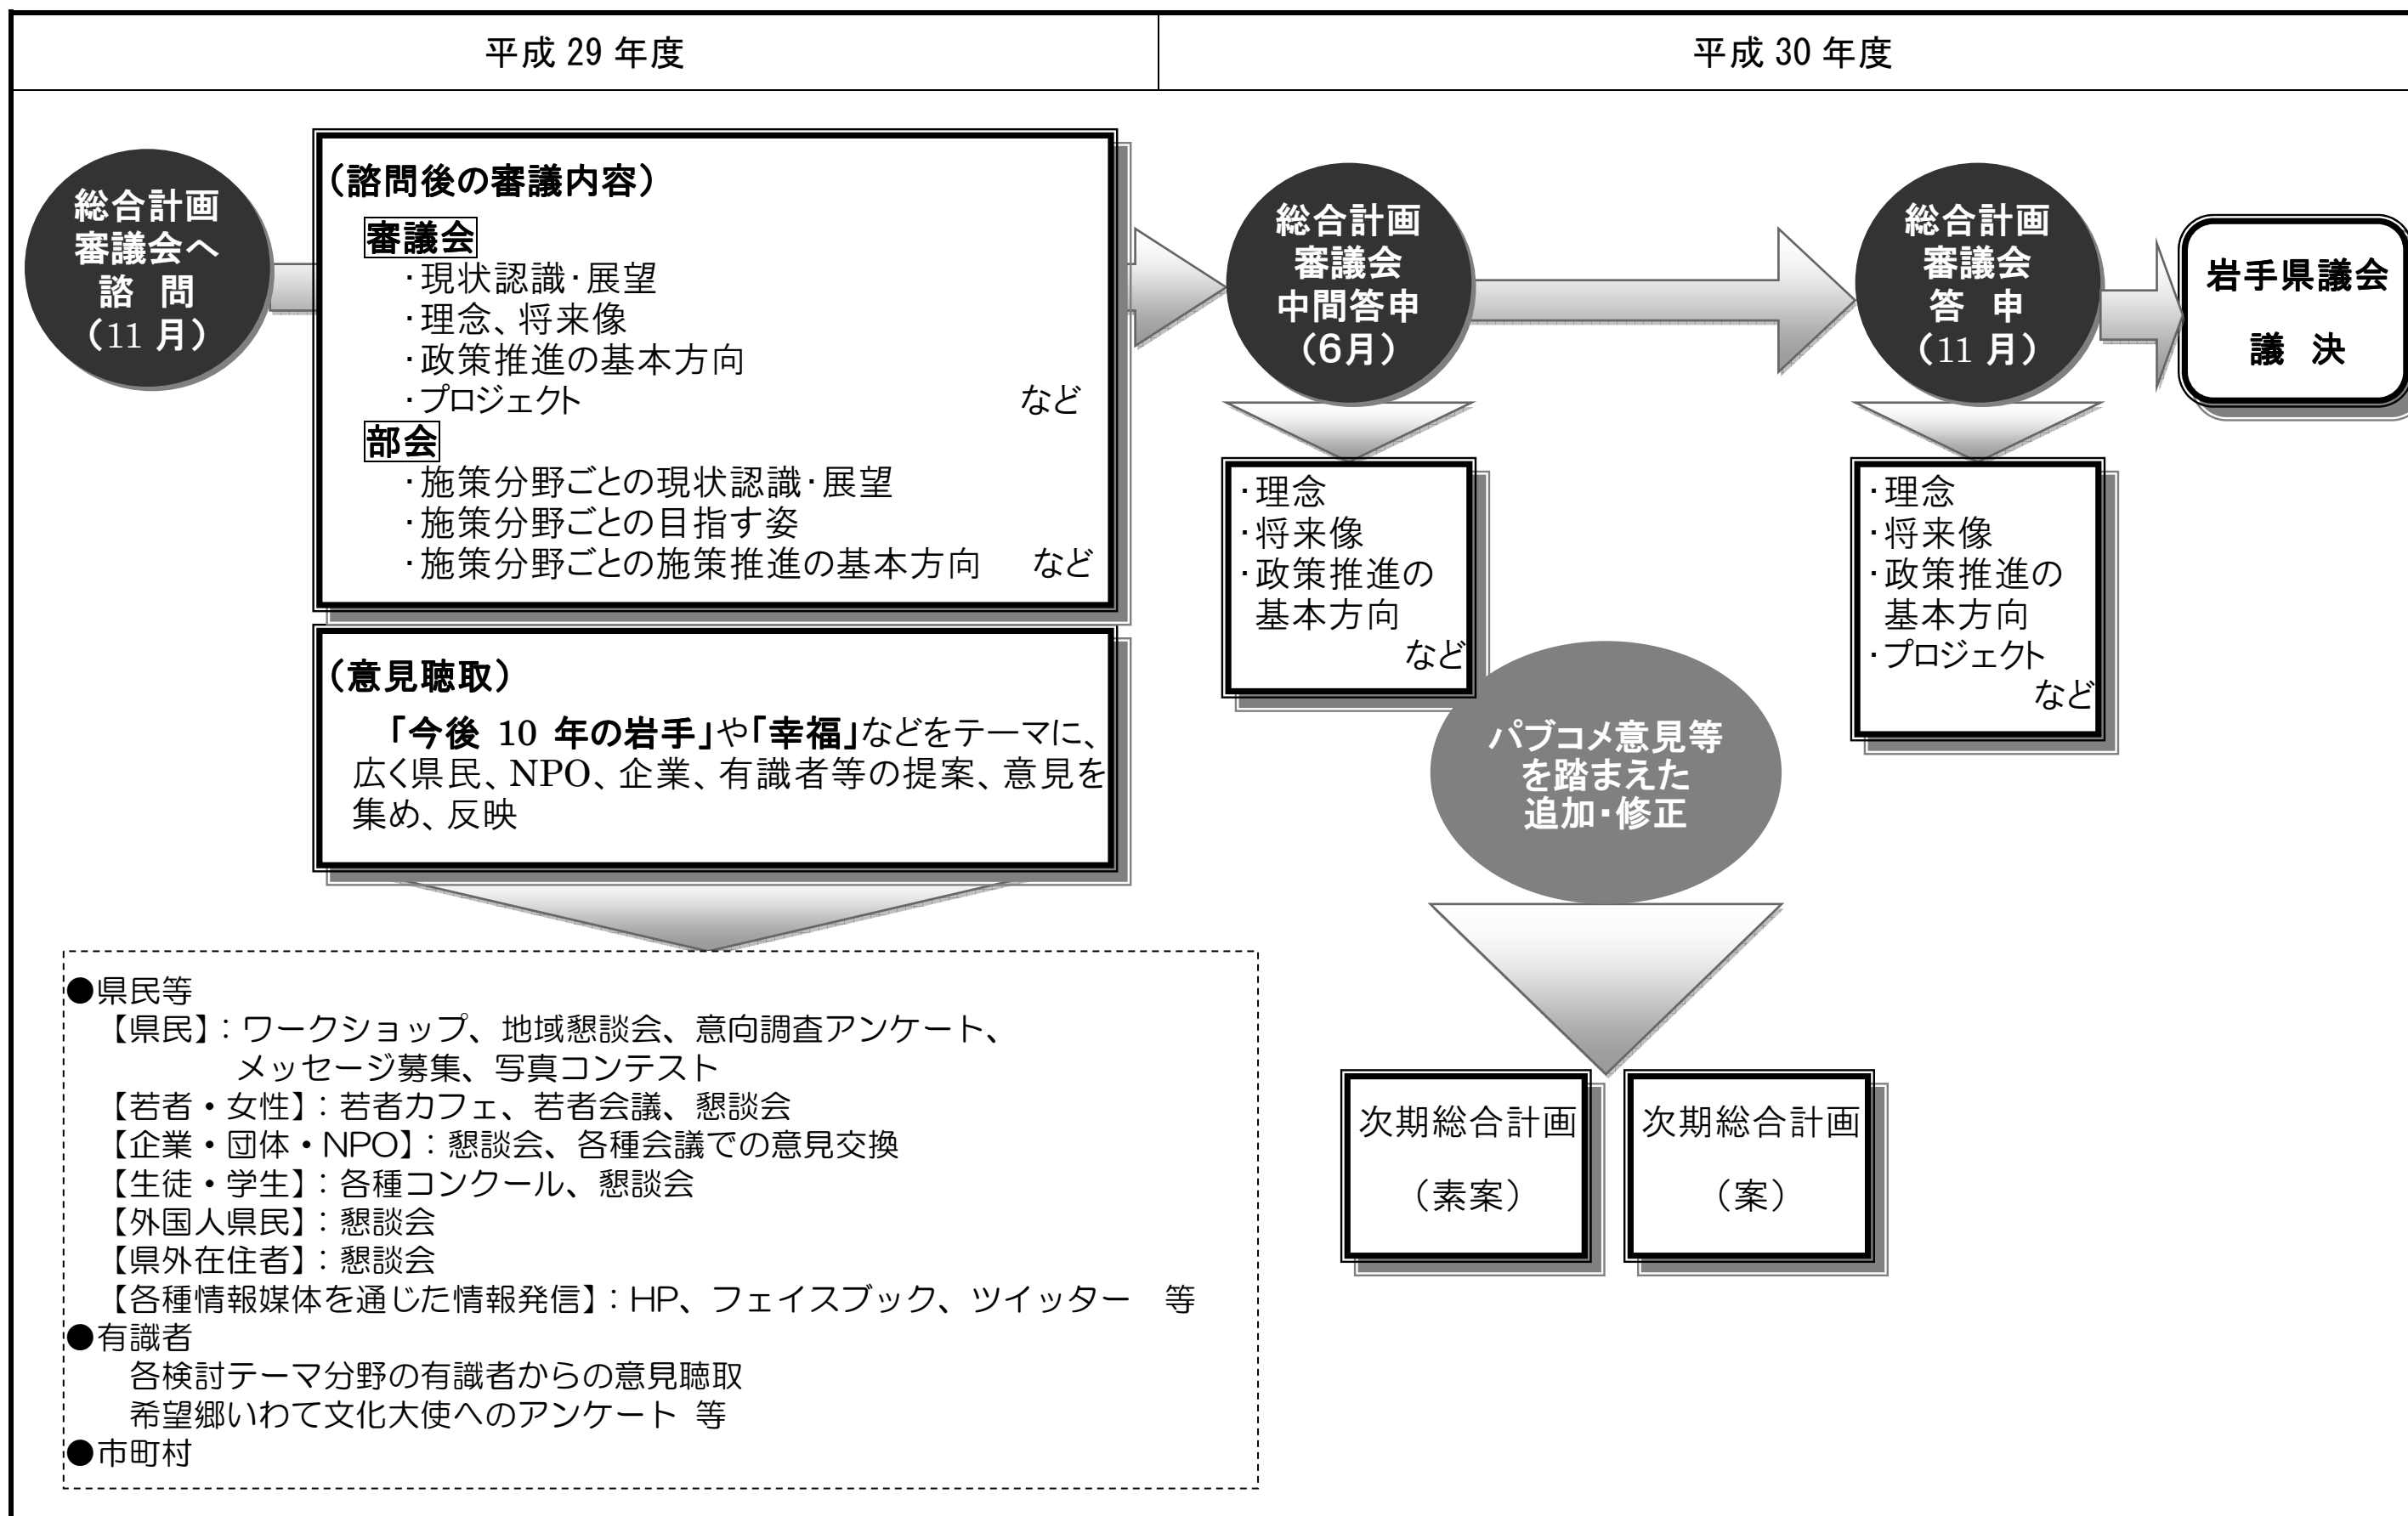 平成 29 年度
平成 30 年度
総合計画
審議会へ
諮 問
（11 月）
（諮問後の審議内容）
審議会
・現状認識・展望
・理念、将来像
・政策推進の基本方向
・プロジェクト など
部会
・施策分野ごとの現状認識・展望
・施策分野ごとの目指す姿
・施策分野ごとの施策推進の基本方向 など
（意見聴取）
「今後 10 年の岩手」や「幸福」などをテーマに、
広く県民、NPO、企業、有識者等の提案、意見を
集め、反映
●県民等
【県民】：ワークショップ、地域懇談会、意向調査アンケート、
メッセージ募集、写真コンテスト
【若者・女性】：若者カフェ、若者会議、懇談会
【企業・団体・NPO】：懇談会、各種会議での意見交換
【生徒・学生】：各種コンクール、懇談会
【外国人県民】：懇談会
【県外在住者】：懇談会
【各種情報媒体を通じた情報発信】：HP、フェイスブック、ツイッター 等
●有識者
各検討テーマ分野の有識者からの意見聴取
希望郷いわて文化大使へのアンケート 等
●市町村
総合計画
審議会
中間答申
（6月）
・理念
・将来像
・政策推進の
基本方向
など
パブコメ意見等
を踏まえた
追加・修正
次期総合計画
（素案）
次期総合計画
（案）
総合計画
審議会
答 申
（11 月）
・理念
・将来像
・政策推進の
基本方向
・プロジェクト
など
岩手県議会
議 決